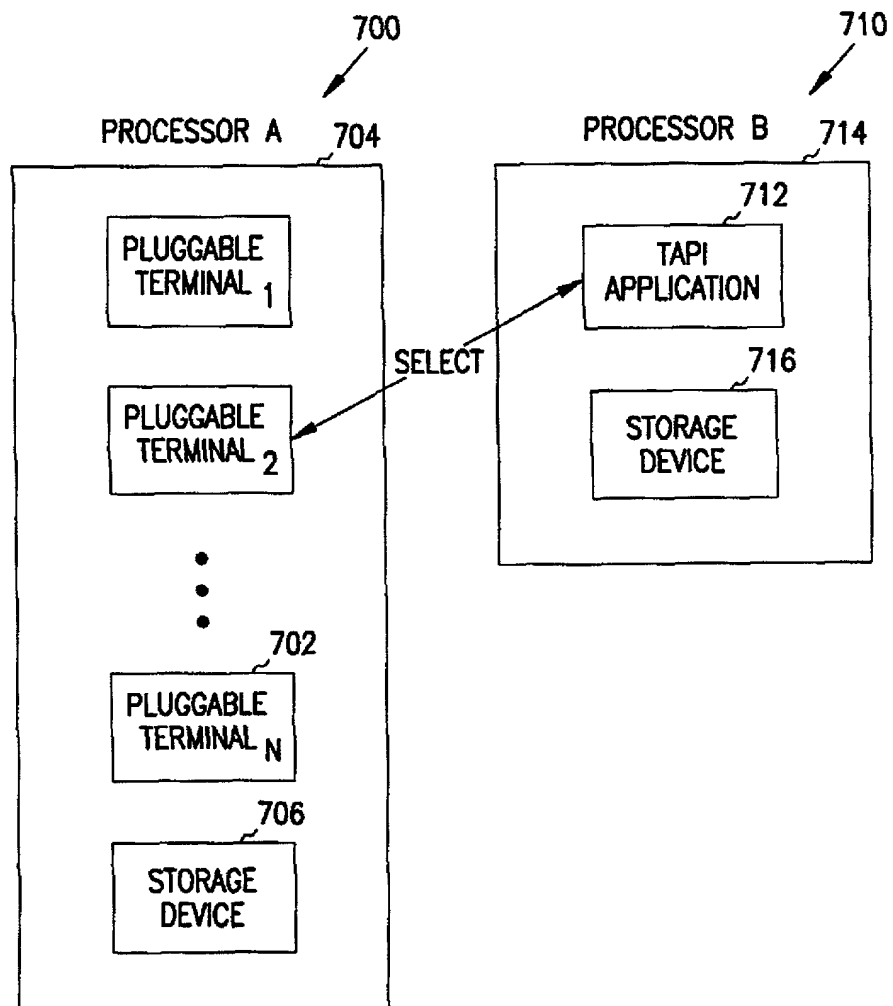 700
710
PROCESSOR A
704
PROCESSOR B
714
PLUGGABLE
TERMINAL 1
712
TAPI
APPLICATION
SELECT
PLUGGABLE
TERMINAL 2
716
STORAGE
DEVICE
702
PLUGGABLE
TERMINAL N
706
STORAGE
DEVICE